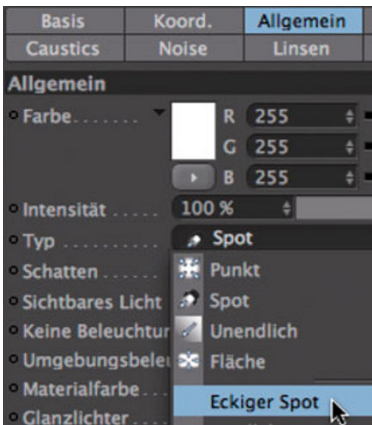 Basis Koord. Allgemein
Caustics Noise Linsen
Allgemein
Farbe....... R 255
G 255
B 255
Intensität ..... 100 %
Typ .......... Spot
Schatten ......
Punkt
Sichtbares Licht
Spot
Keine Beleuchtun
Unendlich
Umgebungsbeleu
Fläche
Materialfarbe...
Eckiger Spot
Glanzlichter....